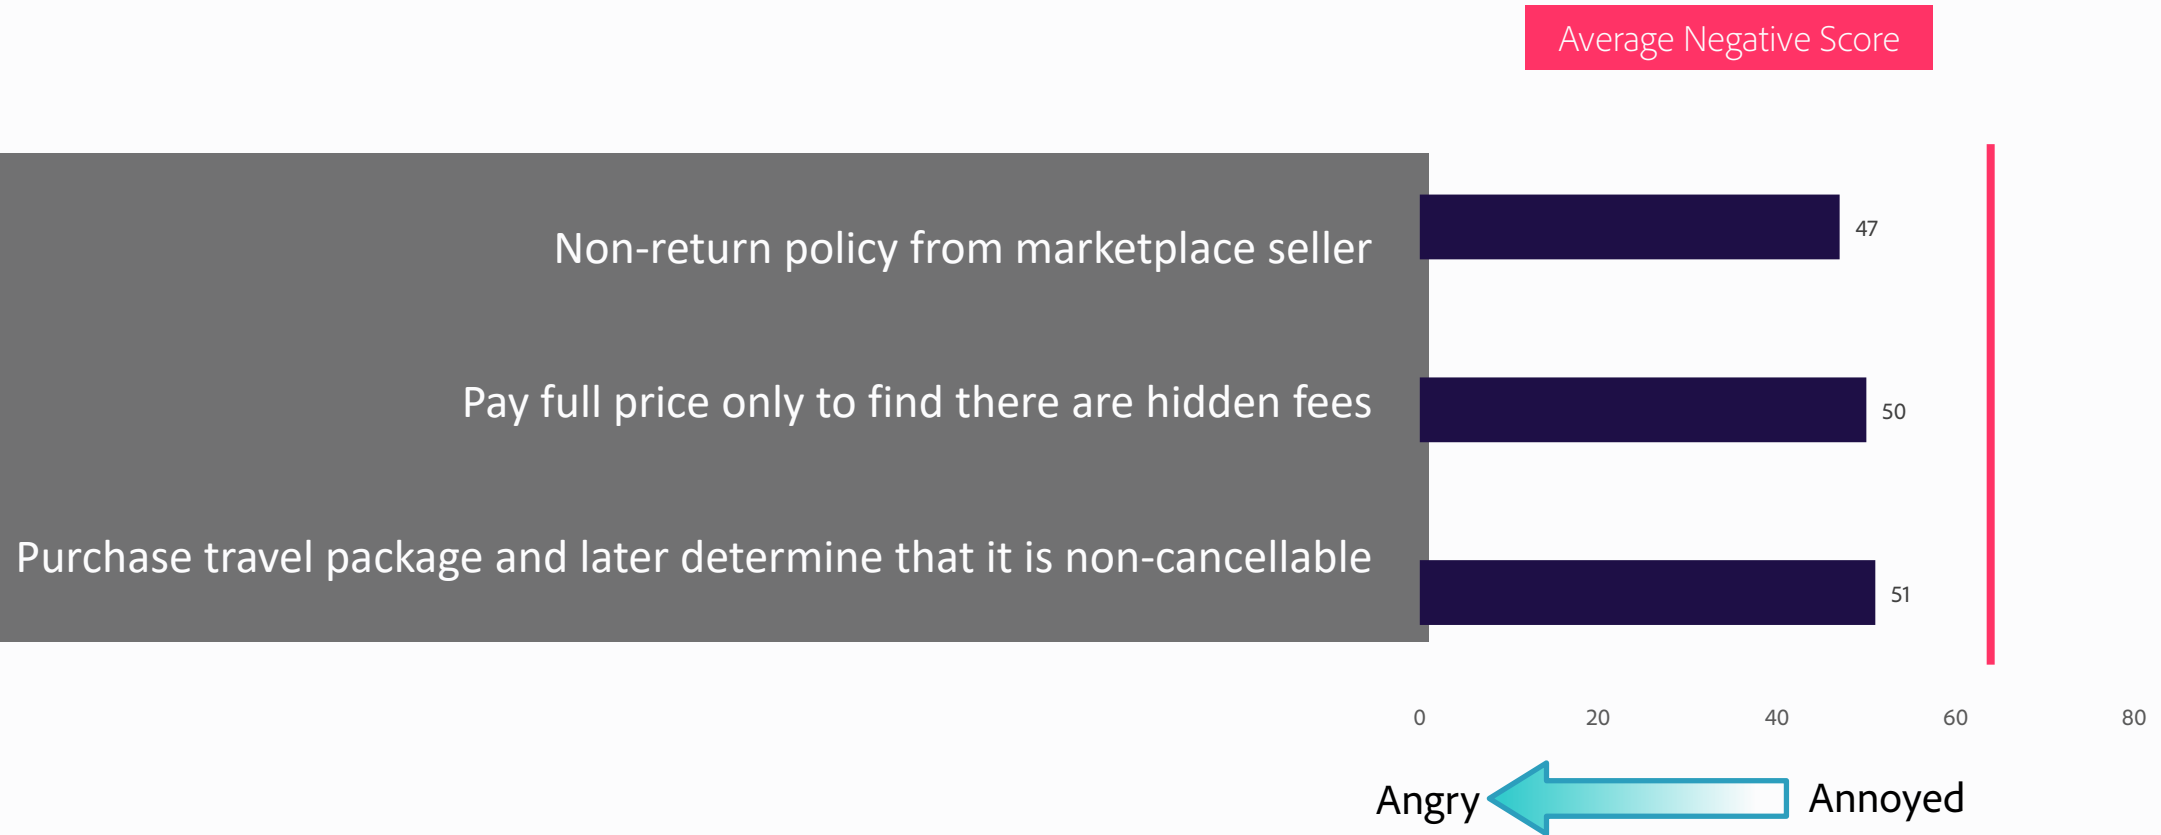 Average Negative Score
Non-return policy from marketplace seller
47
Pay full price only to find there are hidden fees
50
Purchase travel package and later determine that it is non-cancellable
51
0 20 40 60 80
Angry Annoyed